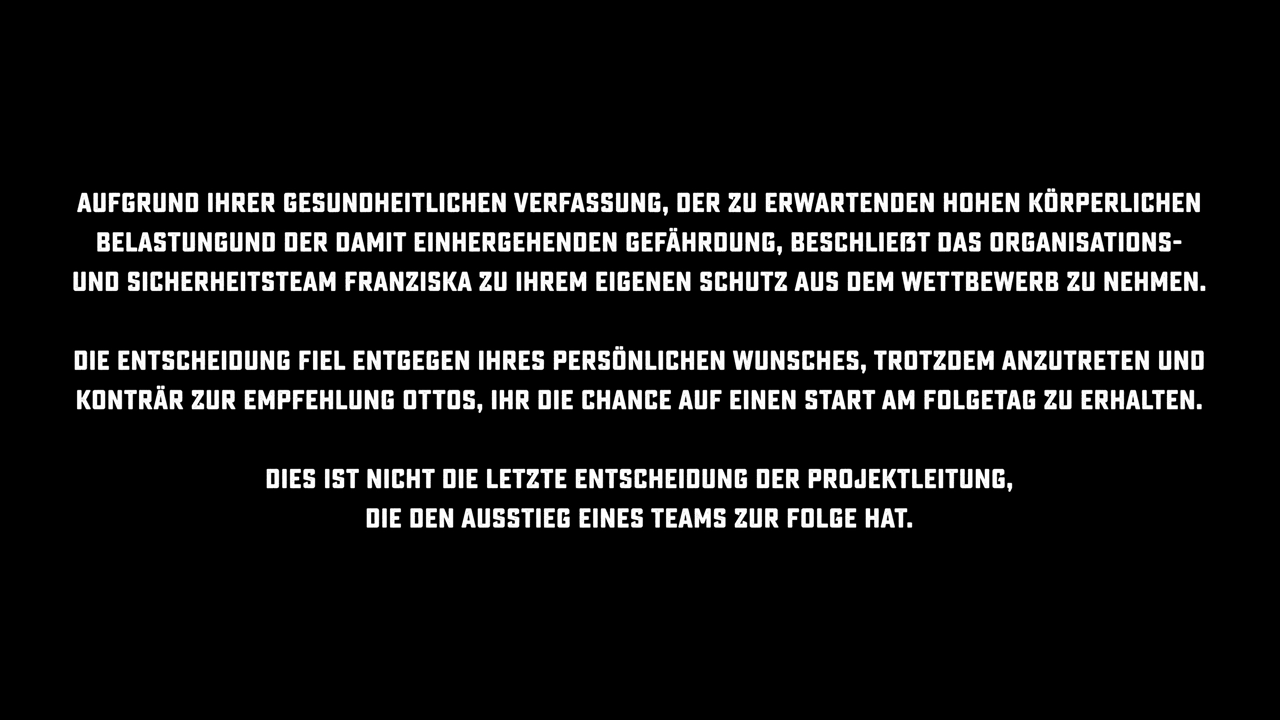 AUFGRUND IHRER GESUNDHEITLICHEN VERFASSUNG, DER ZU ERWARTENDEN HOHEN KÖRPERLICHEN
BELASTUNGUND DER DAMIT EINHERGEHENDEN GEFÄHRDUNG, BESCHLIEẞT DAS ORGANISATIONS-
UND SICHERHEITSTEAM FRANZISKA ZU IHREM EIGENEN SCHUTZ AUS DEM WETTBEWERB ZU NEHMEN.
DIE ENTSCHEIDUNG FIEL ENTGEGEN IHRES PERSÖNLICHEN WUNSCHES, TROTZDEM ANZUTRETEN UND
KONTRÄR ZUR EMPFEHLUNG OTTOS, IHR DIE CHANCE AUF EINEN START AM FOLGETAG ZU ERHALTEN.
DIES IST NICHT DIE LETZTE ENTSCHEIDUNG DER PROJEKTLEITUNG,
DIE DEN AUSSTIEG EINES TEAMS ZUR FOLGE HAT.